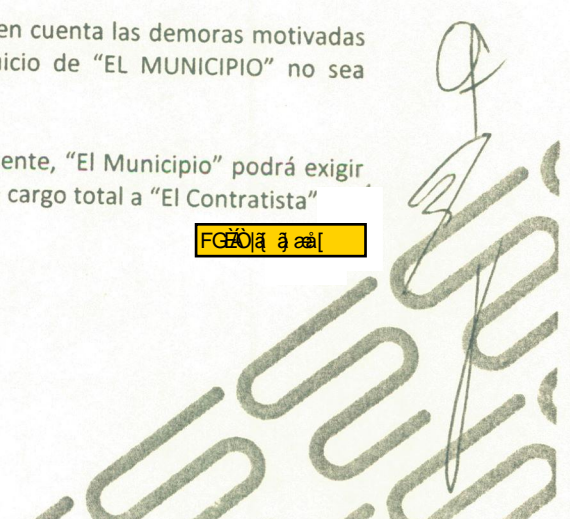 en cuenta las demoras motivadas
icio de “EL MUNICIPIO” no sea
ente, “El Municipio” podrá exigir
cargo total a “El Contratista”